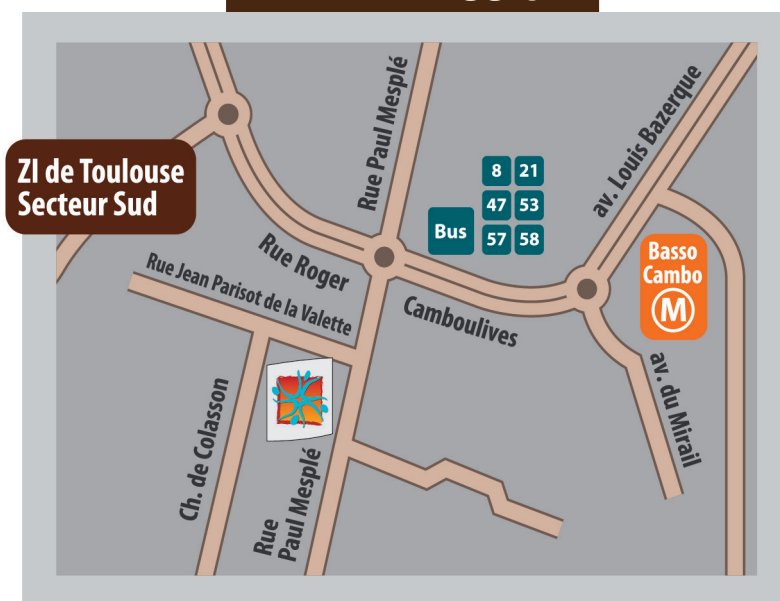 ZI de Toulouse
Secteur Sud
Rue Paul Mesplé
av. Louis Bazerque
8 21
47 53
57 58
Bus
Basso
Cambo
M
Rue Roger
Camboulives
Rue Jean Parisot de la Valette
av. du Mirail
Ch. de Colasson
Rue
Paul Mesplé